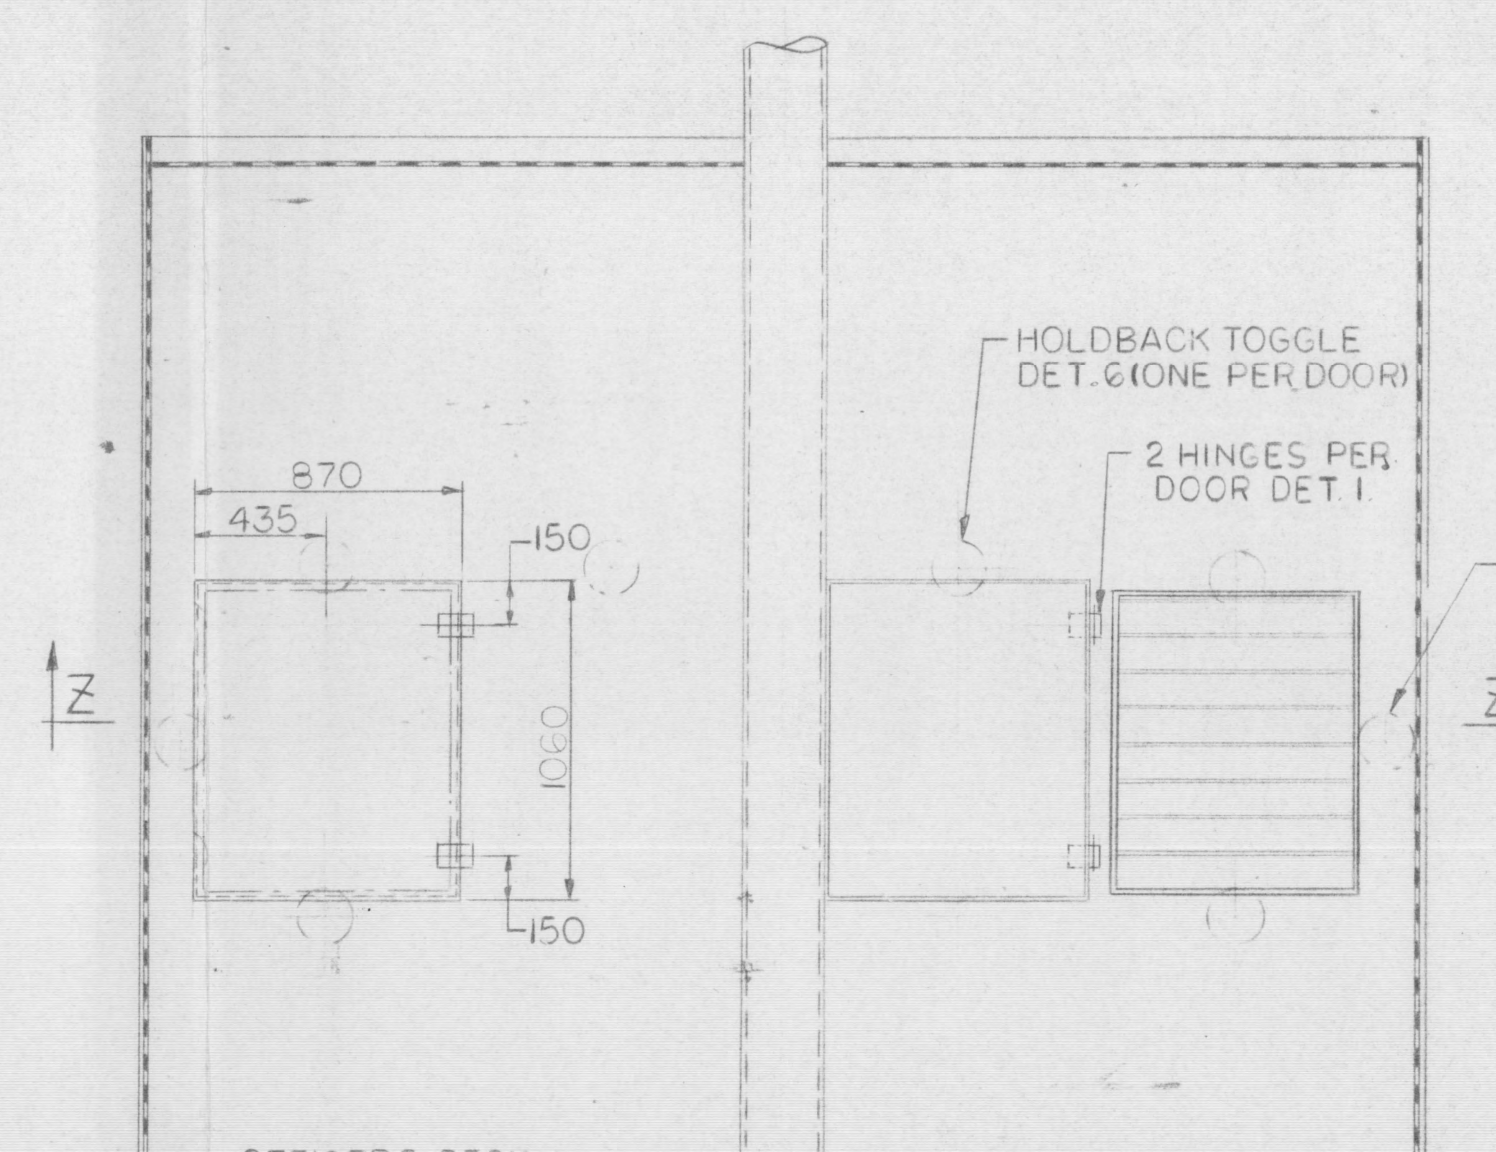 HOLDBACK TOGGLE
DET. 6 (ONE PER DOOR)
2 HINGES PER
DOOR DET. 1.
870
435
150
1060
150
Z
Z